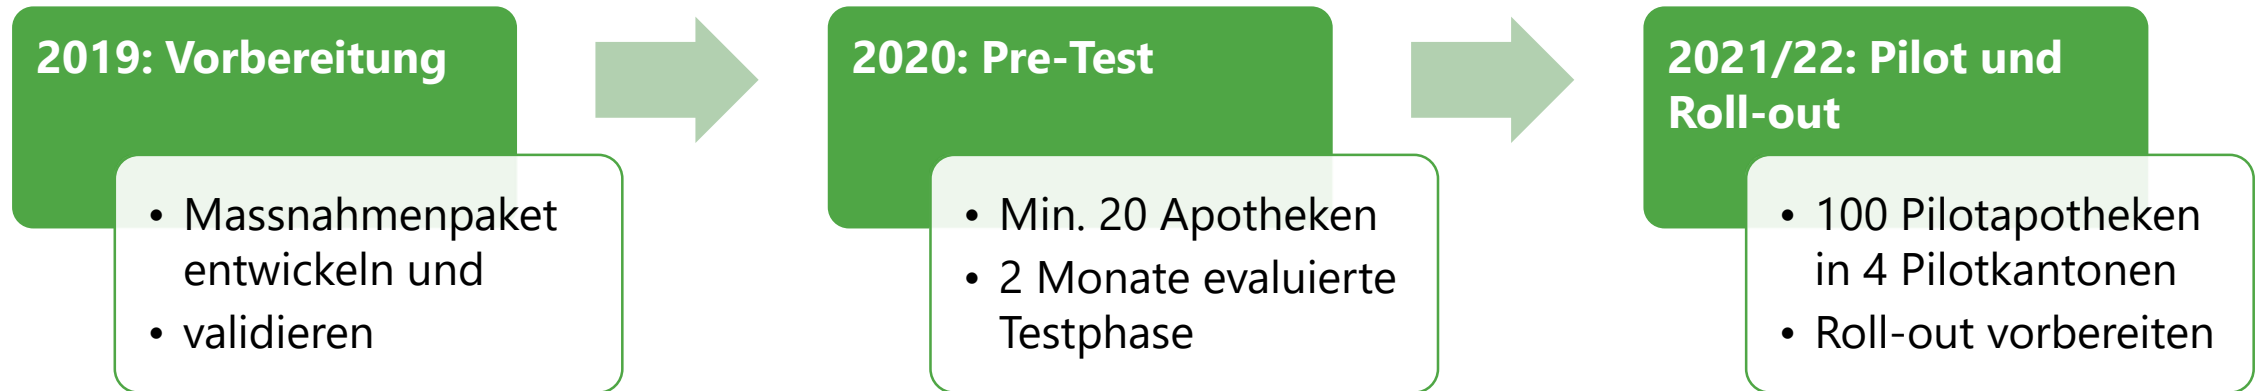 2019: Vorbereitung
• Massnahmenpaket
entwickeln und
• validieren
2020: Pre-Test
• Min. 20 Apotheken
• 2 Monate evaluierte
Testphase
2021/22: Pilot und
Roll-out
• 100 Pilotapotheken
in 4 Pilotkantonen
• Roll-out vorbereiten